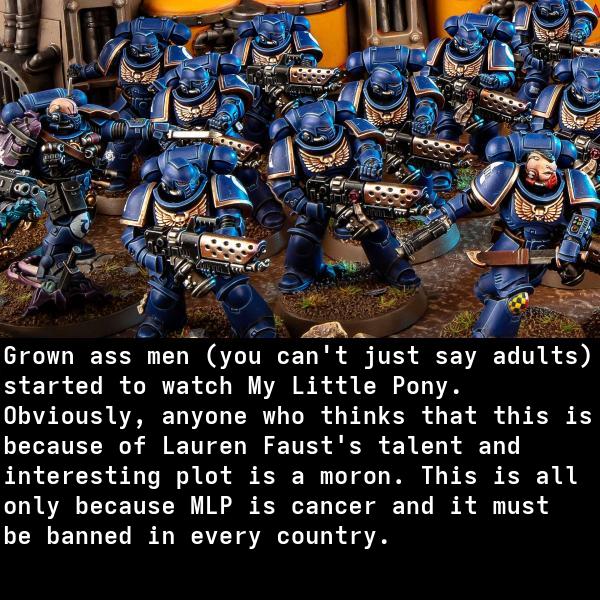 Grown ass men (you can't just say adults)
started to watch My Little Pony.
Obviously, anyone who thinks that this is
because of Lauren Faust's talent and
interesting plot is a moron. This is all
only because MLP is cancer and it must
be banned in every country.